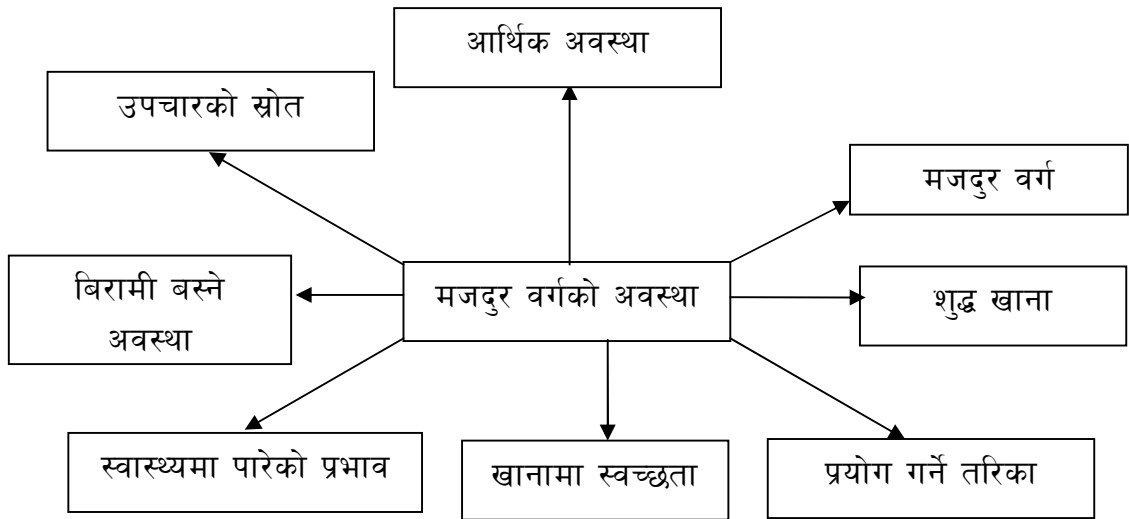 आर्थिक अवस्था
उपचारको स्रोत
मजदुर वर्ग
बिरामी बस्ने
अवस्था
मजदुर वर्गको अवस्था
शुद्ध खाना
स्वास्थ्यमा पारेको प्रभाव
खानामा स्वच्छता
प्रयोग गर्ने तरिका